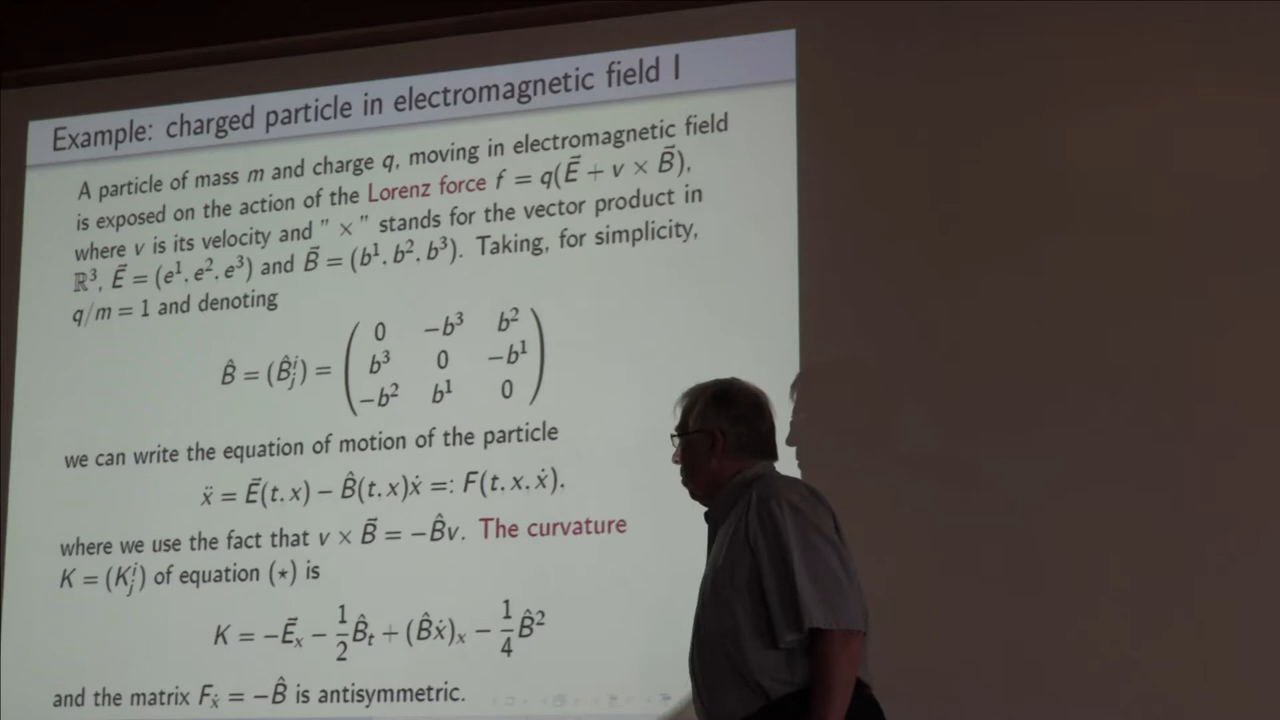 Example: charged particle in electromagnetic field I
A particle of mass m and charge q, moving in electromagnetic field
is exposed on the action of the Lorenz force f = q(E⃗ + v × B⃗),
where v is its velocity and " × " stands for the vector product in
ℝ³, E⃗ = (e¹, e², e³) and B⃗ = (b¹, b², b³). Taking, for simplicity,
q/m = 1 and denoting
B̂ = (B̂ⁱⱼ) = ( 0 −b³ b²
b³ 0 −b¹
−b² b¹ 0 )
we can write the equation of motion of the particle
ẍ = E⃗(t, x) − B̂(t, x)ẋ =: F(t, x, ẋ),
where we use the fact that v × B⃗ = −B̂v. The curvature
K = (Kⁱⱼ) of equation (⋆) is
K = −E⃗ₓ − 1/2 B̂ₜ + (B̂ẋ)ₓ − 1/4 B̂²
and the matrix F_ẋ = −B̂ is antisymmetric.